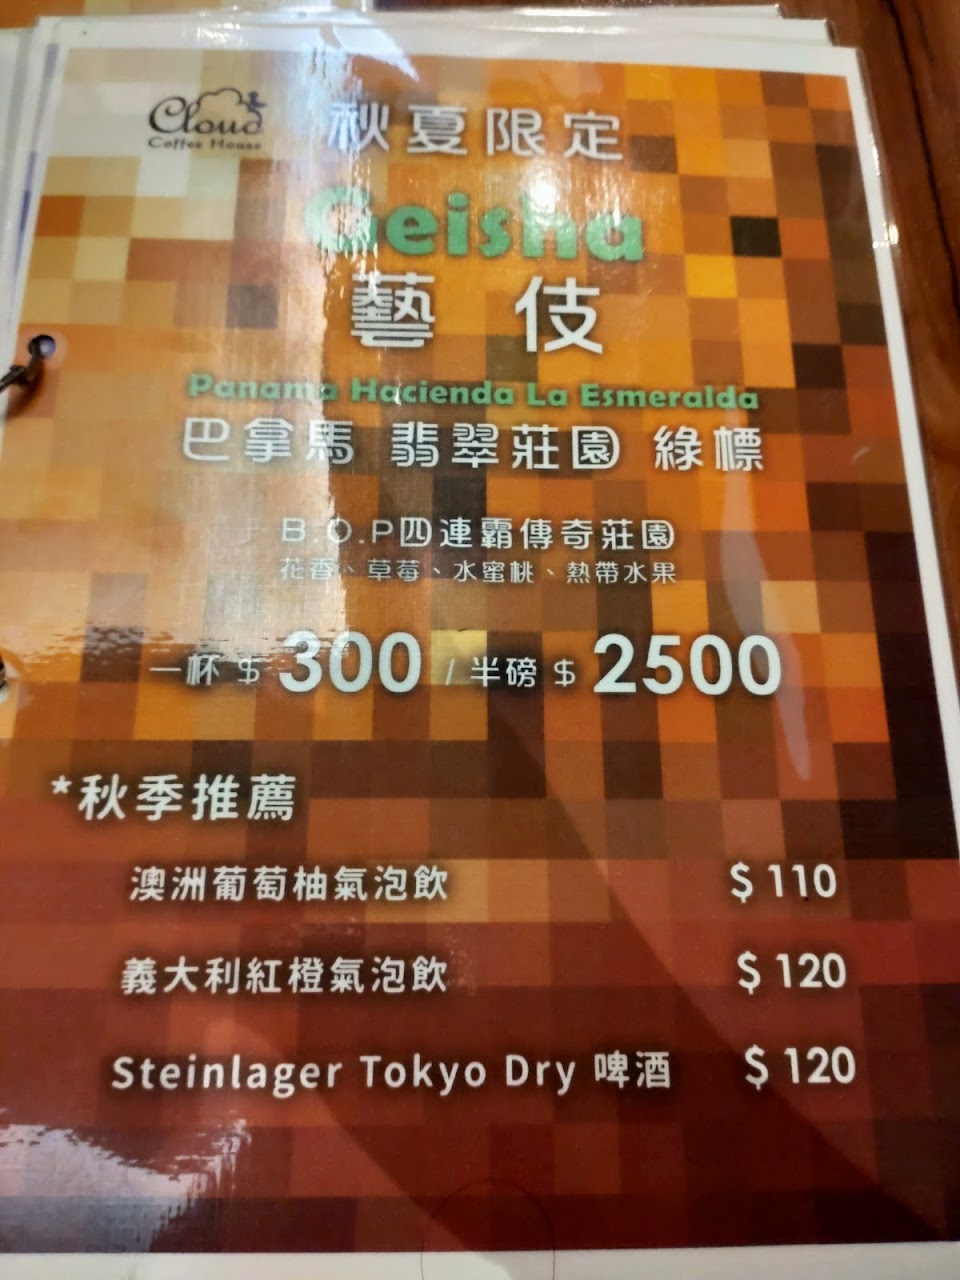 Cloud
Coffee House
秋夏限定
Geisha
藝 伎
Panama Hacienda La Esmeralda
巴拿馬 翡翠莊園 綠標
B.O.P四連霸傳奇莊園
花香、草莓、水蜜桃、熱帶水果
一杯 $ 300 / 半磅 $ 2500
*秋季推薦
澳洲葡萄柚氣泡飲 $ 110
義大利紅橙氣泡飲 $ 120
Steinlager Tokyo Dry 啤酒 $ 120